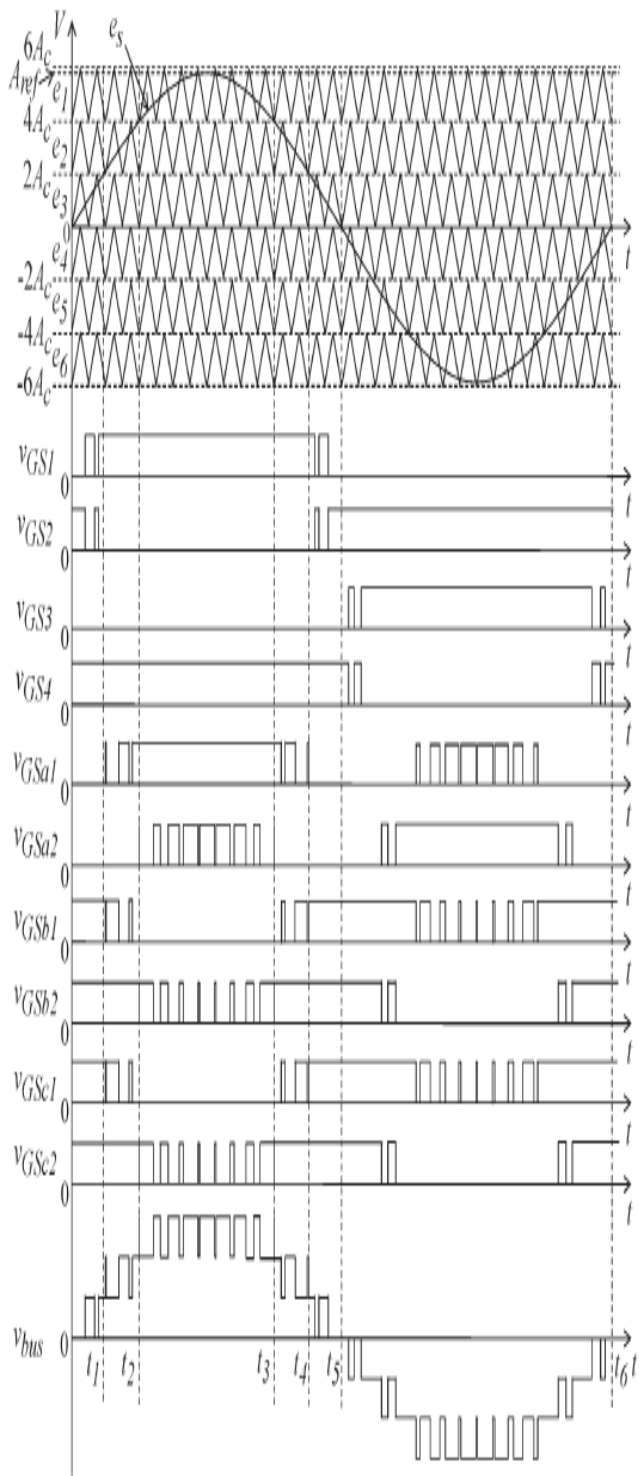 V
6A_c
A_ref
e_1
e_s
4A_c
e_2
2A_c
e_3
0
t
e_4
-2A_c
e_5
-4A_c
e_6
-6A_c
v_GS1
0
t
v_GS2
0
t
v_GS3
0
t
v_GS4
0
t
v_GSa1
0
t
v_GSa2
0
t
v_GSb1
0
t
v_GSb2
0
t
v_GSc1
0
t
v_GSc2
0
t
v_bus
0
t_1 t_2 t_3 t_4 t_5 t_6 t